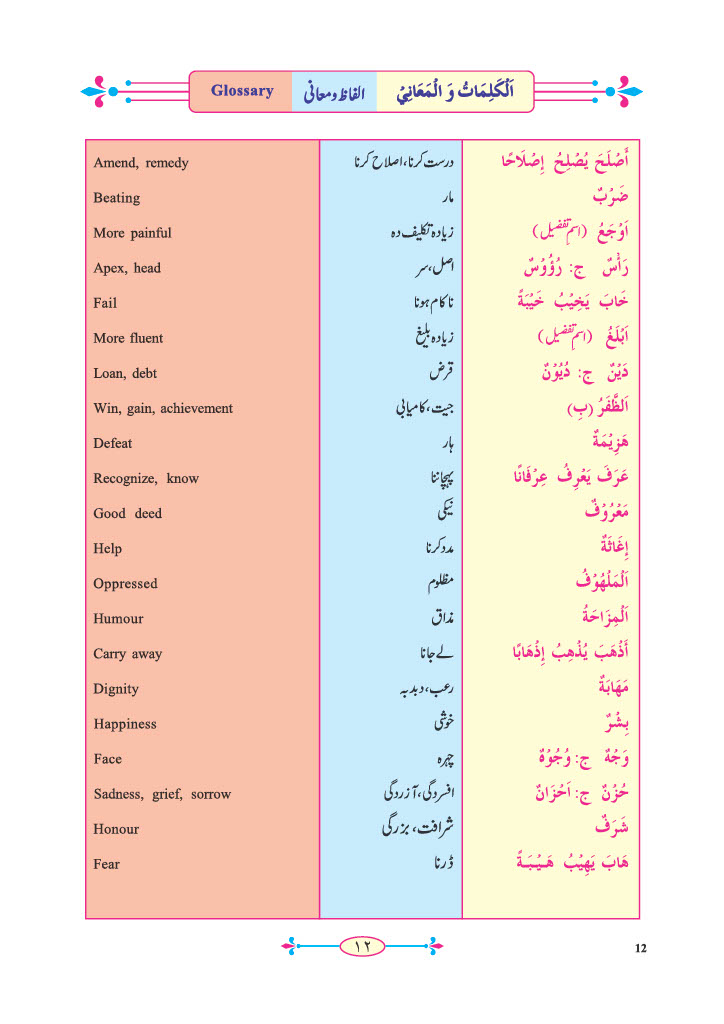 Glossary الفاظ و معانی اَلْكَلِمَاتُ وَ الْمَعَانِيْ
Amend, remedy درست کرنا، اصلاح کرنا أَصْلَحَ يُصْلِحُ إِصْلَاحًا
Beating مار ضَرْبٌ
More painful زیادہ تکلیف دہ اَوْجَعُ (اسمِ تفضیل)
Apex, head اصل، سر رَأْسٌ ج: رُؤُوْسٌ
Fail ناکام ہونا خَابَ يَخِيْبُ خَيْبَةً
More fluent زیادہ بلیغ اَبْلَغُ (اسمِ تفضیل)
Loan, debt قرض دَيْنٌ ج: دُيُوْنٌ
Win, gain, achievement جیت، کامیابی اَلظَّفَرُ (بِ)
Defeat ہار هَزِيْمَةٌ
Recognize, know پہچاننا عَرَفَ يَعْرِفُ عِرْفَانًا
Good deed نیکی مَعْرُوْفٌ
Help مدد کرنا إِغَاثَةٌ
Oppressed مظلوم اَلْمَلْهُوْفُ
Humour مذاق اَلْمِزَاحَةُ
Carry away لے جانا أَذْهَبَ يُذْهِبُ إِذْهَابًا
Dignity رعب، دبدبہ مَهَابَةٌ
Happiness خوشی بِشْرٌ
Face چہرہ وَجْهٌ ج: وُجُوْهٌ
Sadness, grief, sorrow افسردگی، آزردگی حُزْنٌ ج: اَحْزَانٌ
Honour شرافت، بزرگی شَرَفٌ
Fear ڈرنا هَابَ يَهِيْبُ هَيْبَةً
١٢
12